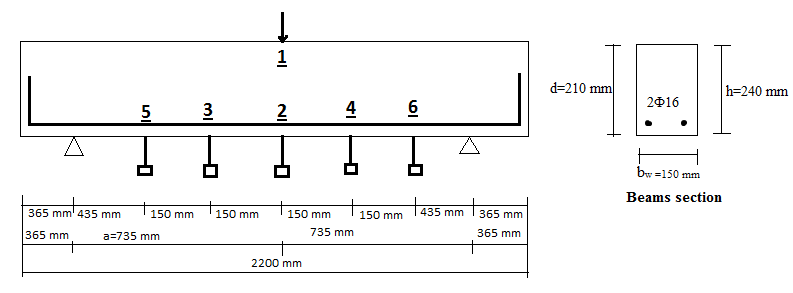 1
5 3 2 4 6
365 mm 435 mm 150 mm 150 mm 150 mm 150 mm 435 mm 365 mm
365 mm a=735 mm 735 mm 365 mm
2200 mm
d=210 mm
2Φ16
h=240 mm
bw =150 mm
Beams section